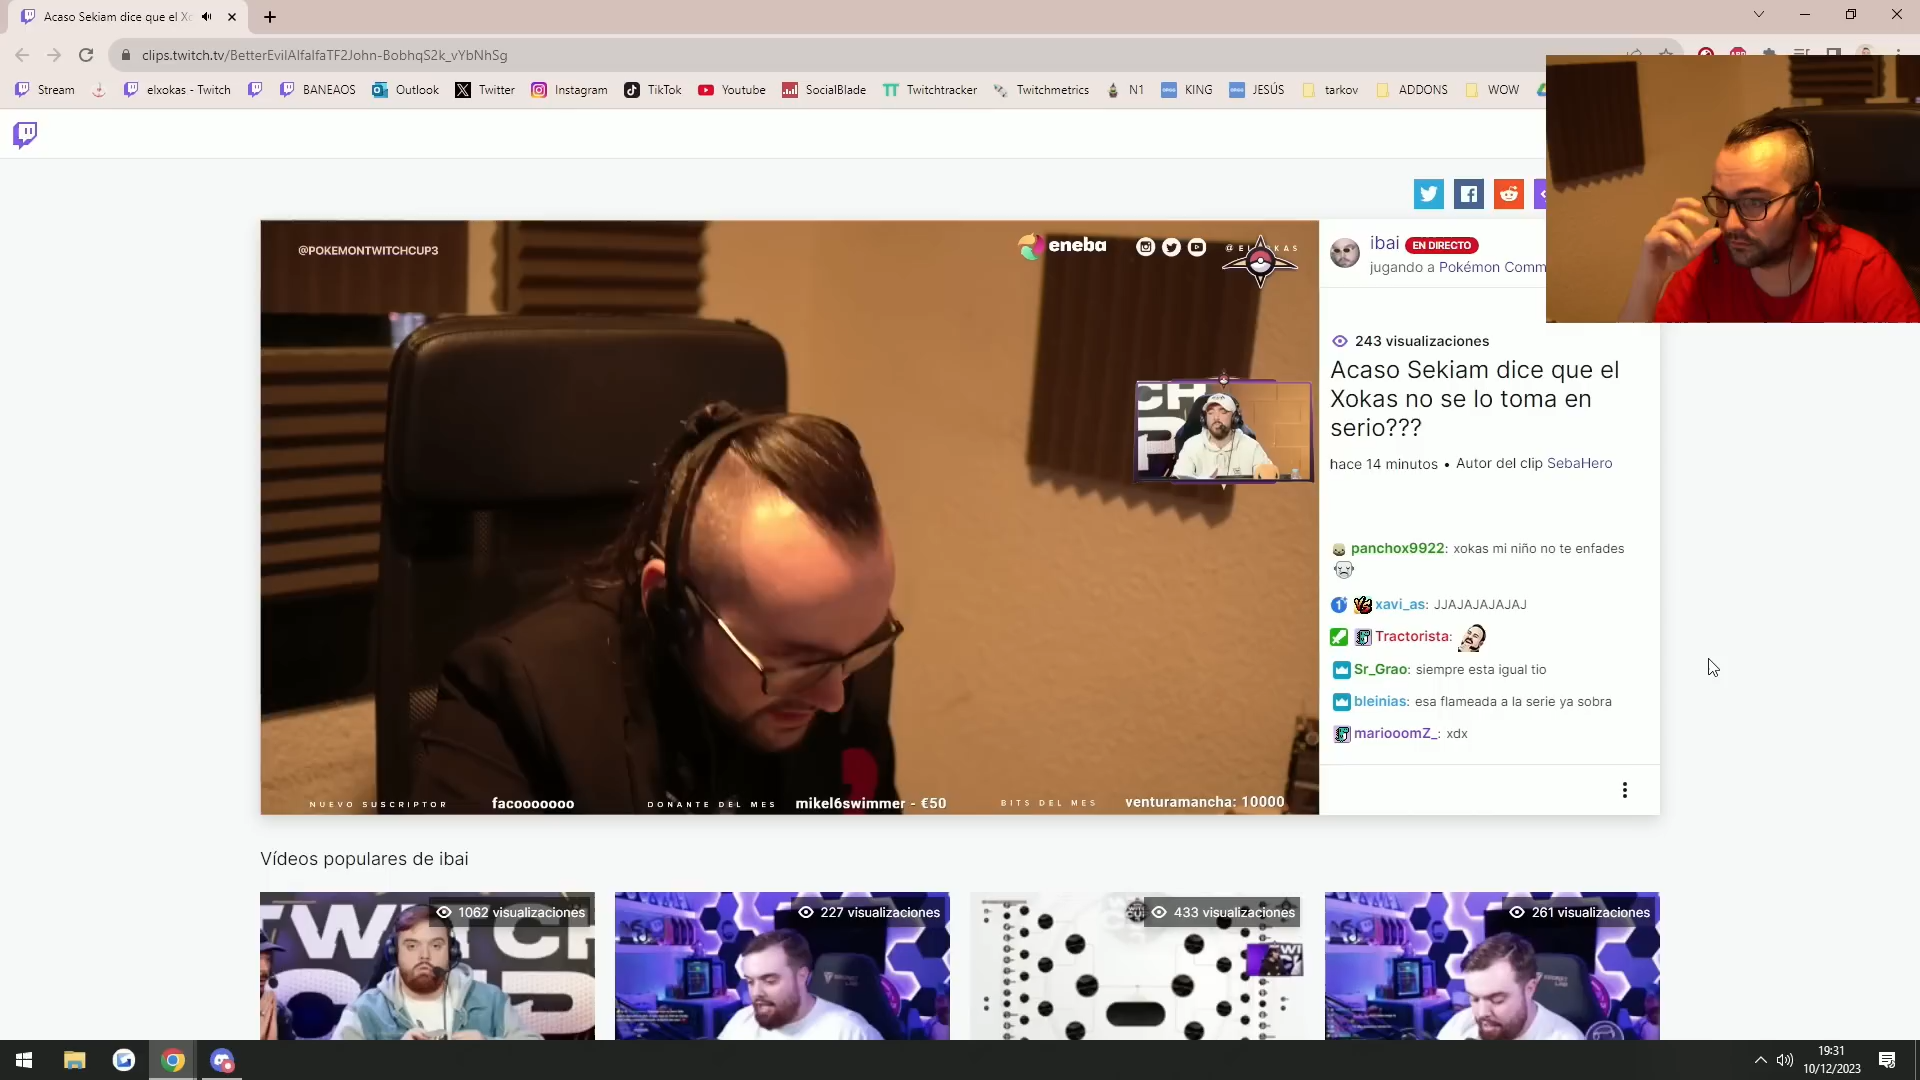 Acaso Sekiam dice que el Xo
clips.twitch.tv/BetterEvilAlfalfaTF2John-BobhqS2k_vYbNhSg
Stream
elxokas - Twitch
BANEAOS
Outlook
Twitter
Instagram
TikTok
Youtube
SocialBlade
Twitchtracker
Twitchmetrics
N1
KING
JESÚS
tarkov
ADDONS
WOW
@POKEMONTWITCHCUP3
eneba
ibai EN DIRECTO
jugando a Pokémon Comm
243 visualizaciones
Acaso Sekiam dice que el
Xokas no se lo toma en
serio???
hace 14 minutos • Autor del clip SebaHero
panchox9922: xokas mi niño no te enfades
xavi_as: JJAJAJAJAJAJ
Tractorista:
Sr_Grao: siempre esta igual tio
bleinias: esa flameada a la serie ya sobra
mariooomZ_: xdx
NUEVO SUSCRIPTOR facooooooo DONANTE DEL MES mikel6swimmer - €50 BITS DEL MES venturamancha: 10000
Vídeos populares de ibai
1062 visualizaciones
227 visualizaciones
433 visualizaciones
261 visualizaciones
19:31
10/12/2023